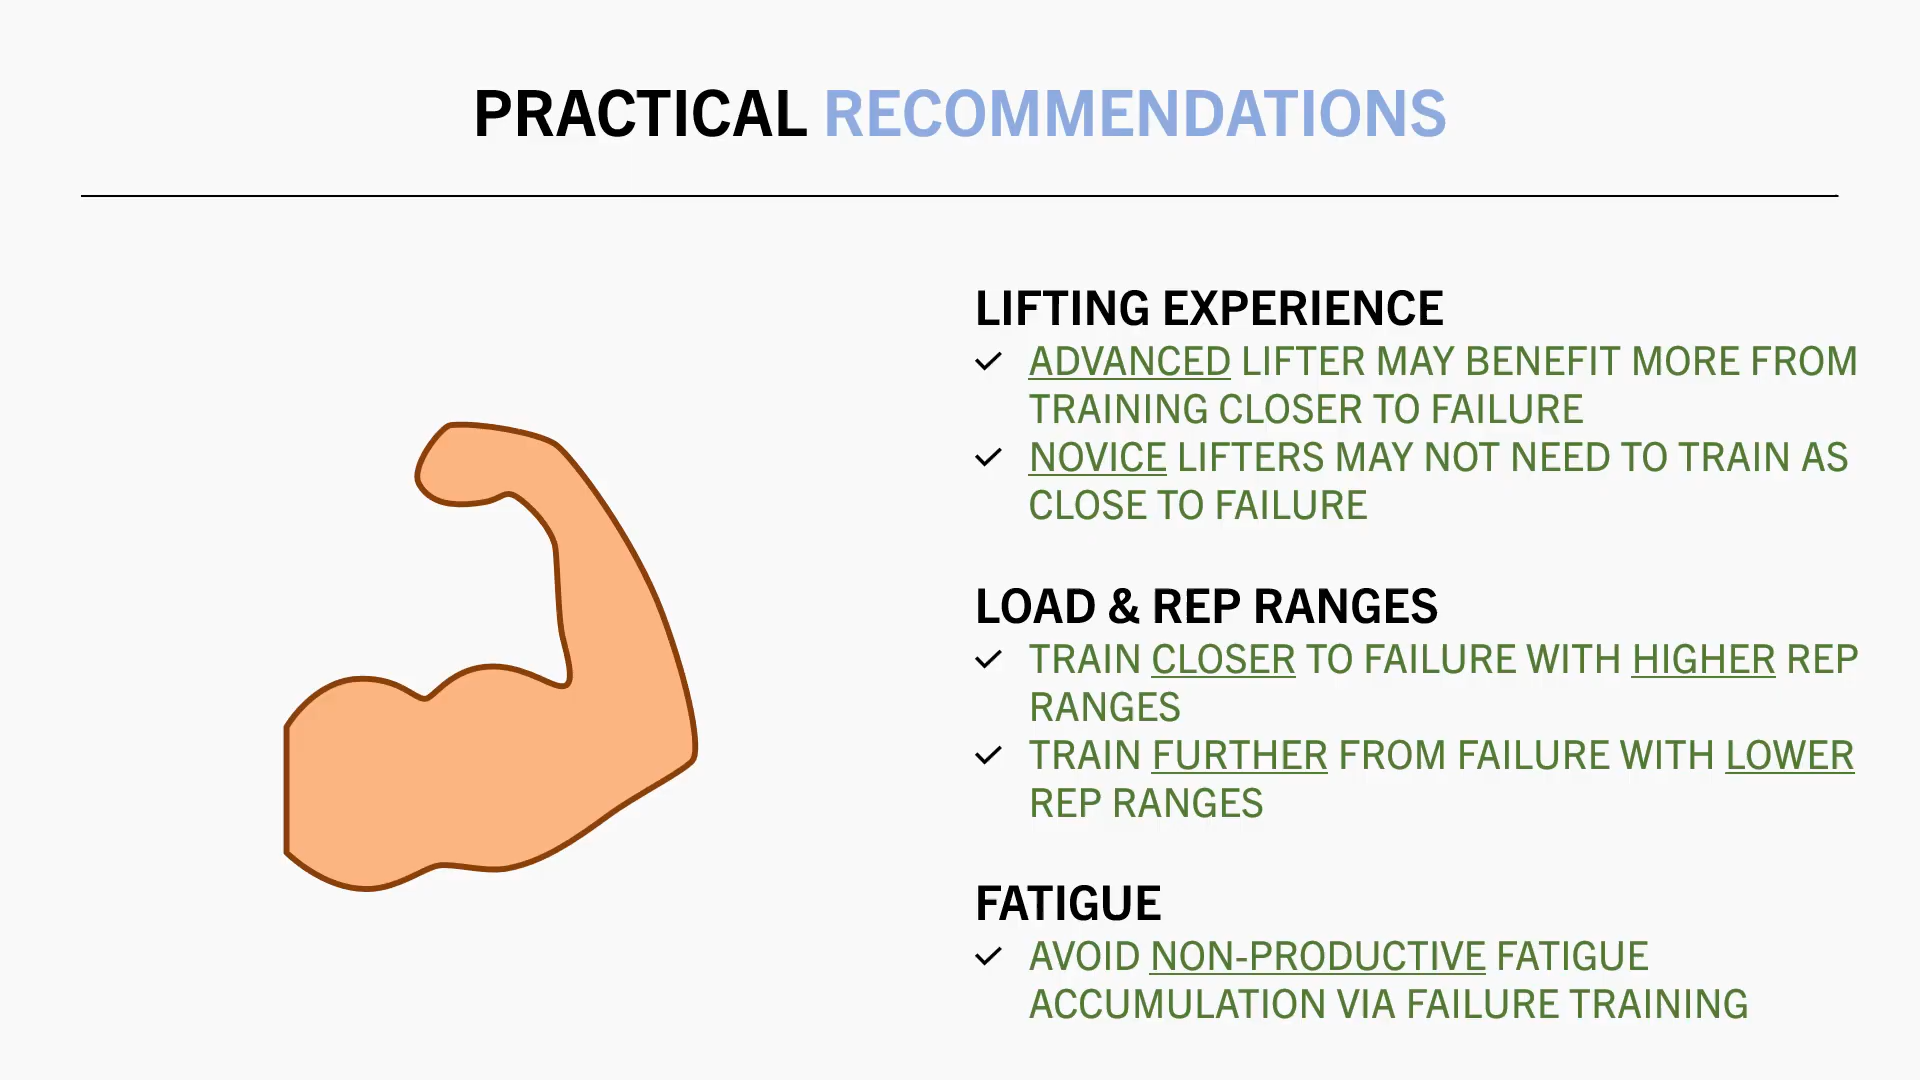 PRACTICAL RECOMMENDATIONS
LIFTING EXPERIENCE
✓ ADVANCED LIFTER MAY BENEFIT MORE FROM
TRAINING CLOSER TO FAILURE
✓ NOVICE LIFTERS MAY NOT NEED TO TRAIN AS
CLOSE TO FAILURE
LOAD & REP RANGES
✓ TRAIN CLOSER TO FAILURE WITH HIGHER REP
RANGES
✓ TRAIN FURTHER FROM FAILURE WITH LOWER
REP RANGES
FATIGUE
✓ AVOID NON-PRODUCTIVE FATIGUE
ACCUMULATION VIA FAILURE TRAINING